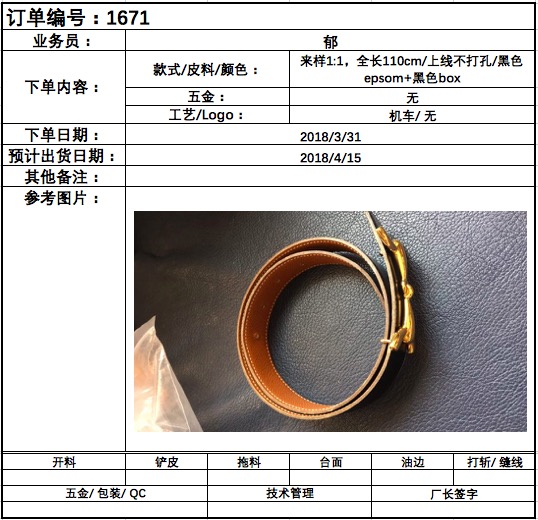 订单编号：1671
业务员： 郁
下单内容：
款式/皮料/颜色： 来样1:1，全长110cm/上线不打孔/黑色
epsom+黑色box
五金： 无
工艺/Logo： 机车/ 无
下单日期： 2018/3/31
预计出货日期： 2018/4/15
其他备注：
参考图片：
开料 铲皮 拖料 台面 油边 打斩/ 缝线
五金/ 包装/ QC 技术管理 厂长签字